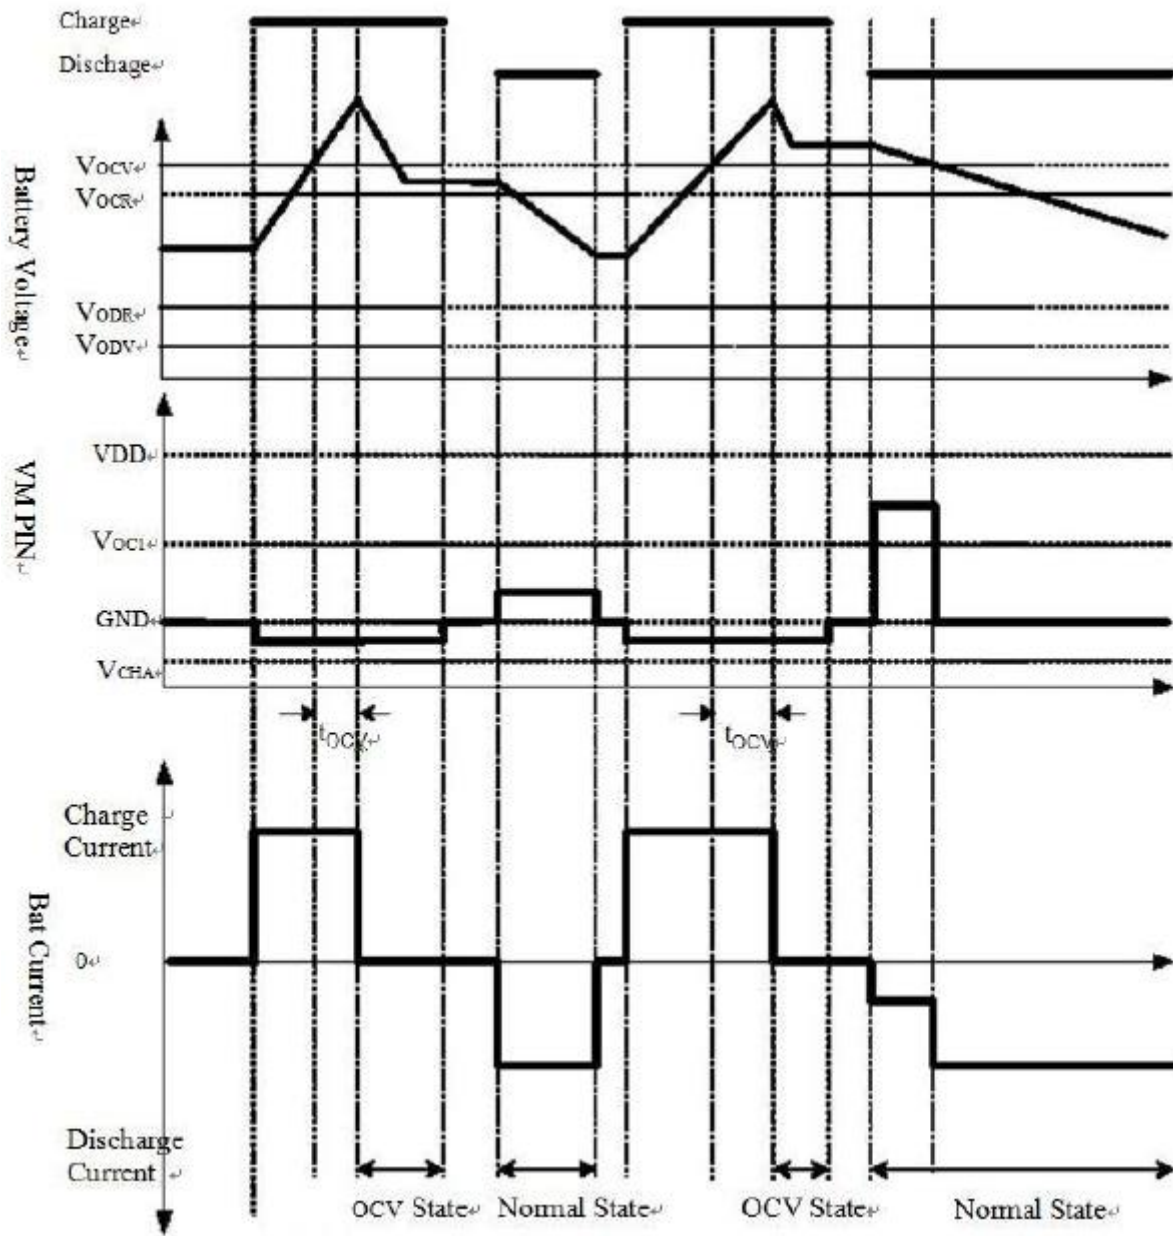 Charge↵
Dischage↵
Battery Voltage↵
VOCV↵
VOCR↵
VODR↵
VODV↵
VM PIN↵
VDD↵
VOC1↵
GND↵
VCHA↵
tOCV↵
tOCV↵
Bat Current↵
Charge ↵
Current↵
0↵
Discharge
Current ↵
OCV State↵
Normal State↵
OCV State↵
Normal State↵